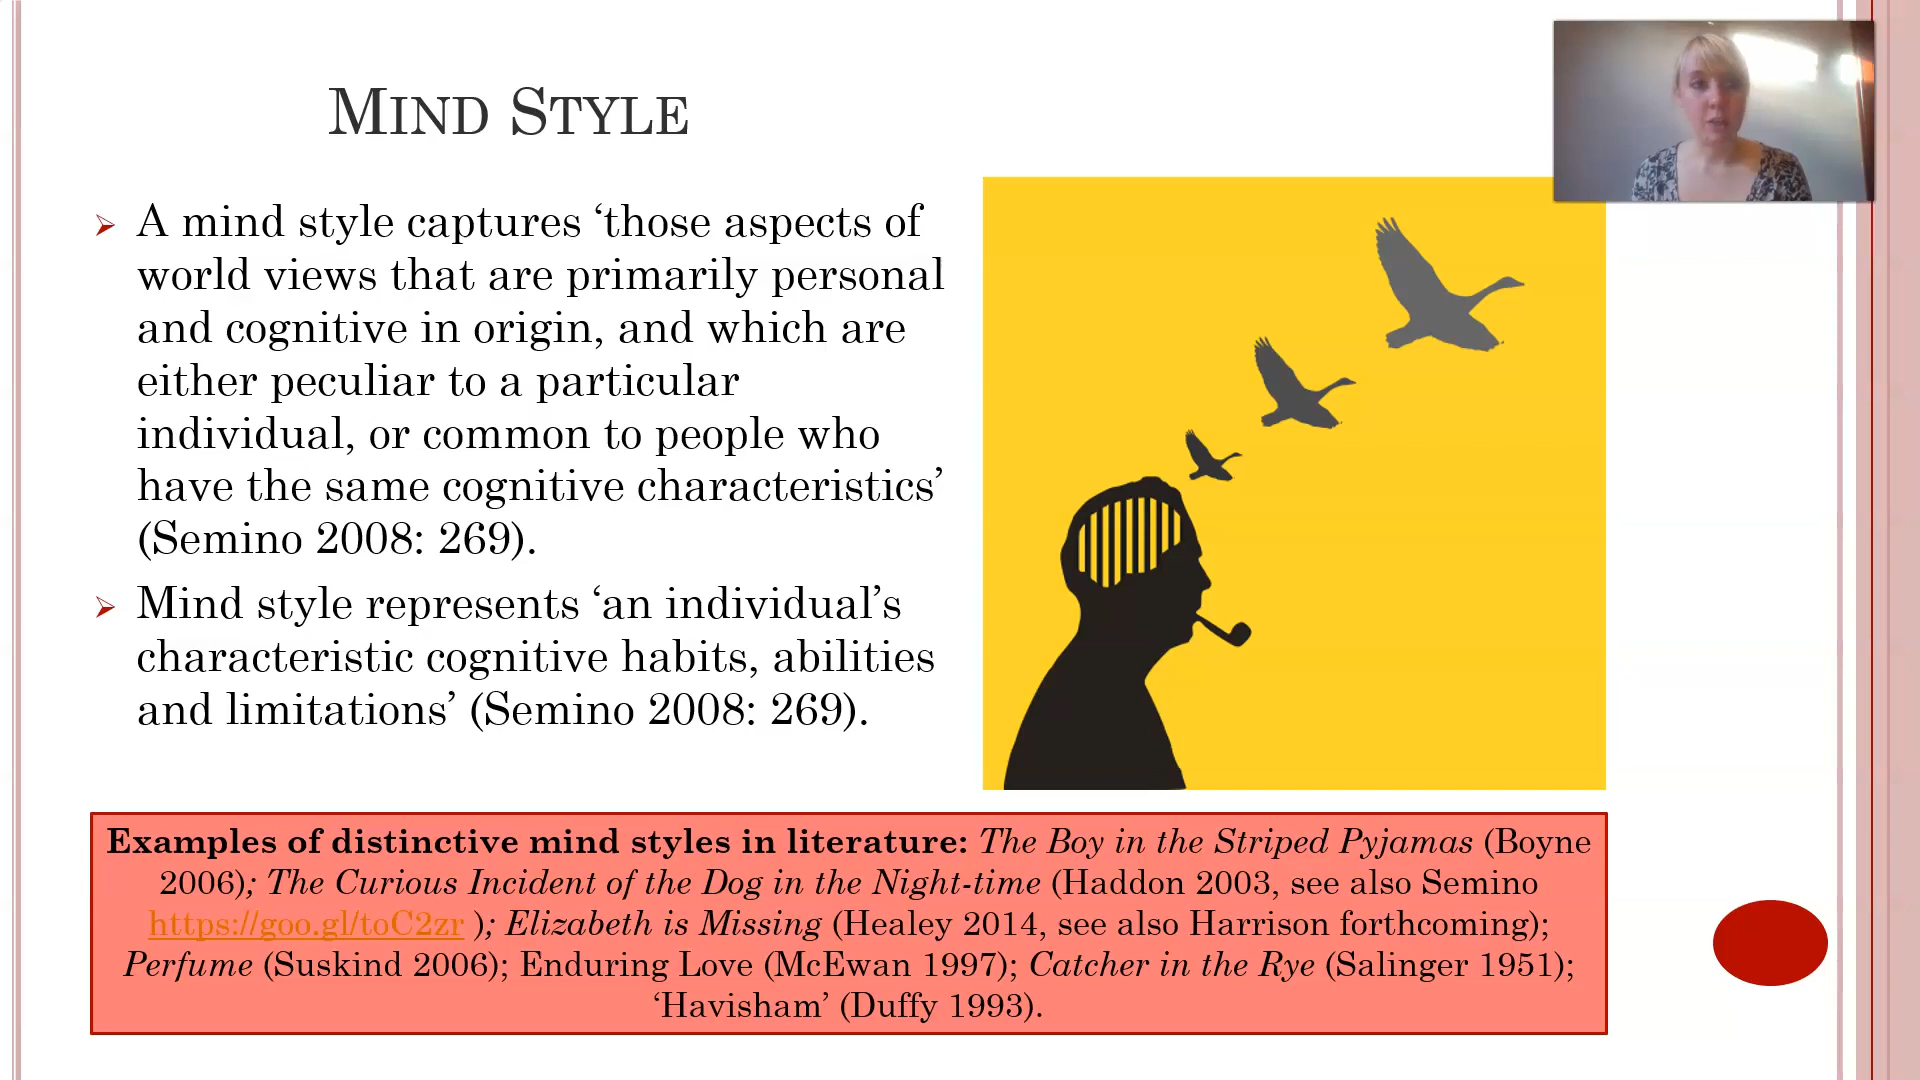 MIND STYLE
A mind style captures ‘those aspects of
world views that are primarily personal
and cognitive in origin, and which are
either peculiar to a particular
individual, or common to people who
have the same cognitive characteristics’
(Semino 2008: 269).
Mind style represents ‘an individual’s
characteristic cognitive habits, abilities
and limitations’ (Semino 2008: 269).
Examples of distinctive mind styles in literature: The Boy in the Striped Pyjamas (Boyne
2006); The Curious Incident of the Dog in the Night-time (Haddon 2003, see also Semino
https://goo.gl/toC2zr ); Elizabeth is Missing (Healey 2014, see also Harrison forthcoming);
Perfume (Suskind 2006); Enduring Love (McEwan 1997); Catcher in the Rye (Salinger 1951);
‘Havisham’ (Duffy 1993).